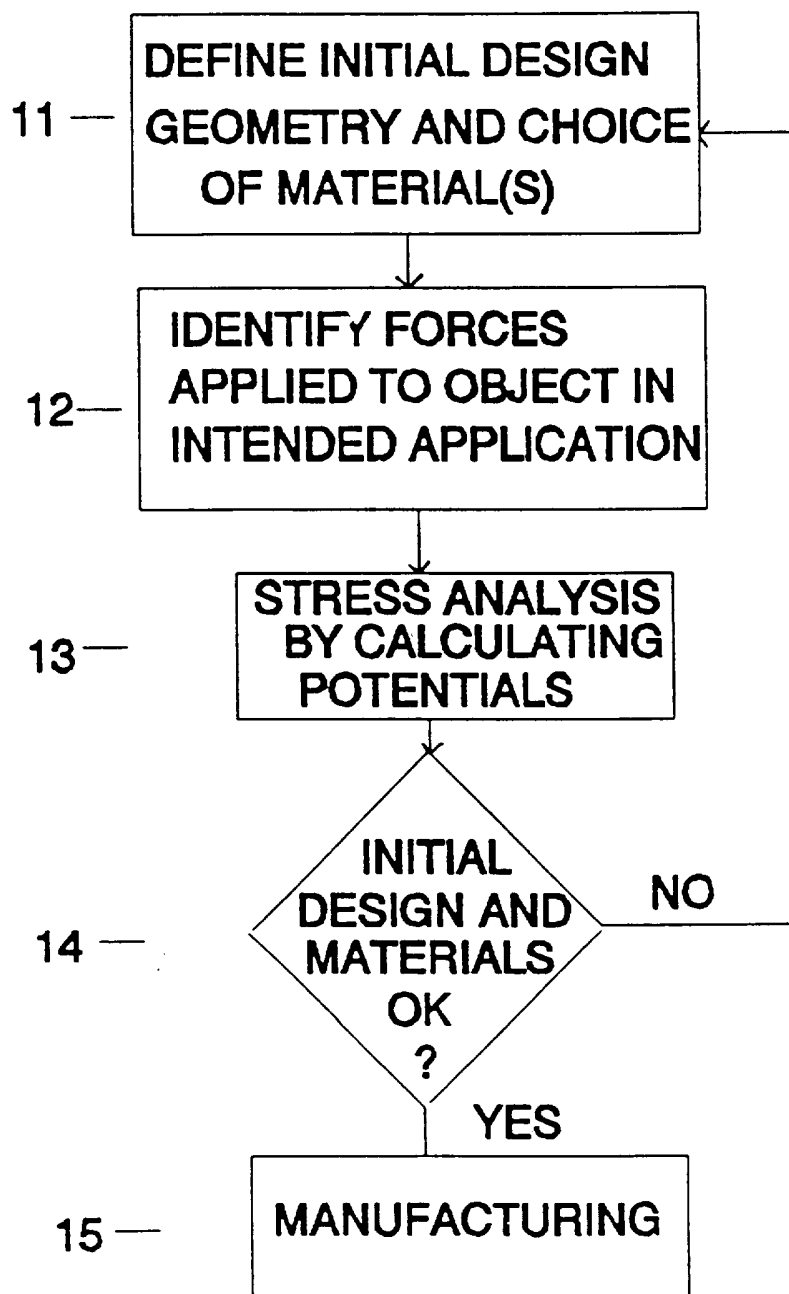 11
DEFINE INITIAL DESIGN
GEOMETRY AND CHOICE
OF MATERIAL(S)
12
IDENTIFY FORCES
APPLIED TO OBJECT IN
INTENDED APPLICATION
13
STRESS ANALYSIS
BY CALCULATING
POTENTIALS
14
INITIAL
DESIGN AND
MATERIALS
OK
?
NO
YES
15
MANUFACTURING